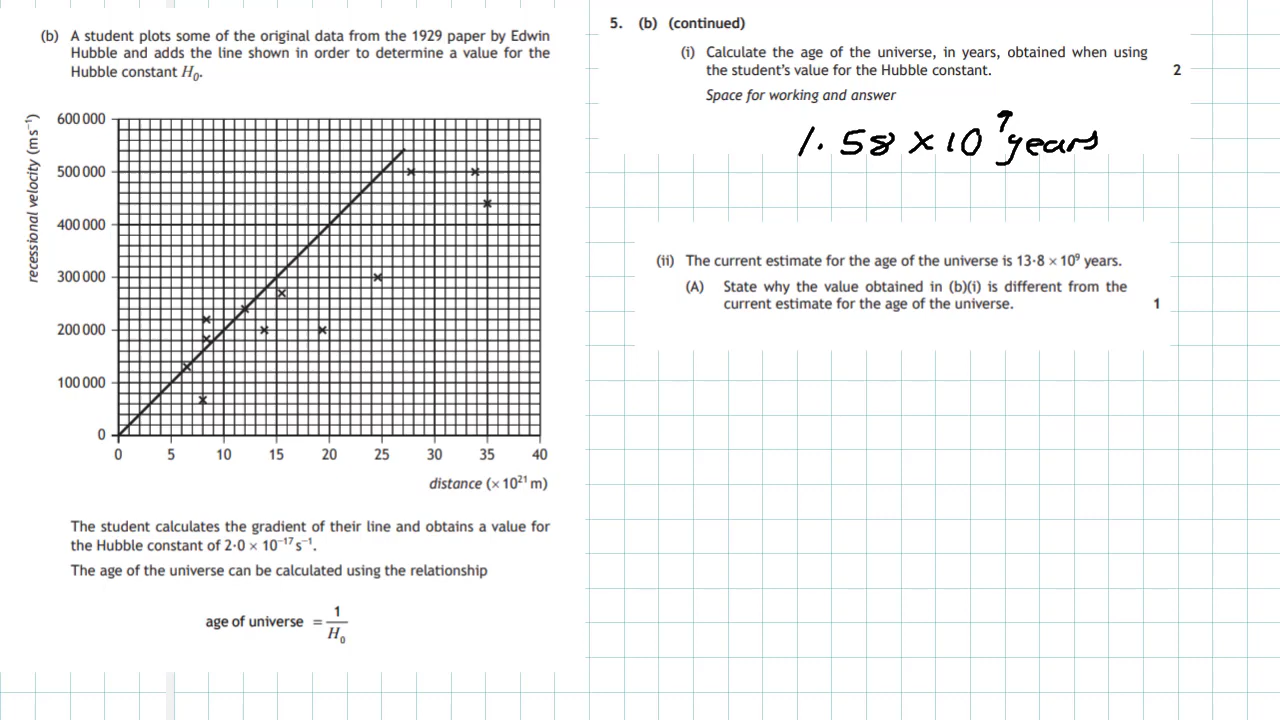 (b) A student plots some of the original data from the 1929 paper by Edwin
Hubble and adds the line shown in order to determine a value for the
Hubble constant H₀.
recessional velocity (m s⁻¹)
600 000
500 000
400 000
300 000
200 000
100 000
0
0 5 10 15 20 25 30 35 40
distance (× 10²¹ m)
The student calculates the gradient of their line and obtains a value for
the Hubble constant of 2·0 × 10⁻¹⁷ s⁻¹.
The age of the universe can be calculated using the relationship
age of universe = 1/H₀
5. (b) (continued)
(i) Calculate the age of the universe, in years, obtained when using
the student's value for the Hubble constant. 2
Space for working and answer
1.58 × 10⁹ years
(ii) The current estimate for the age of the universe is 13·8 × 10⁹ years.
(A) State why the value obtained in (b)(i) is different from the
current estimate for the age of the universe. 1